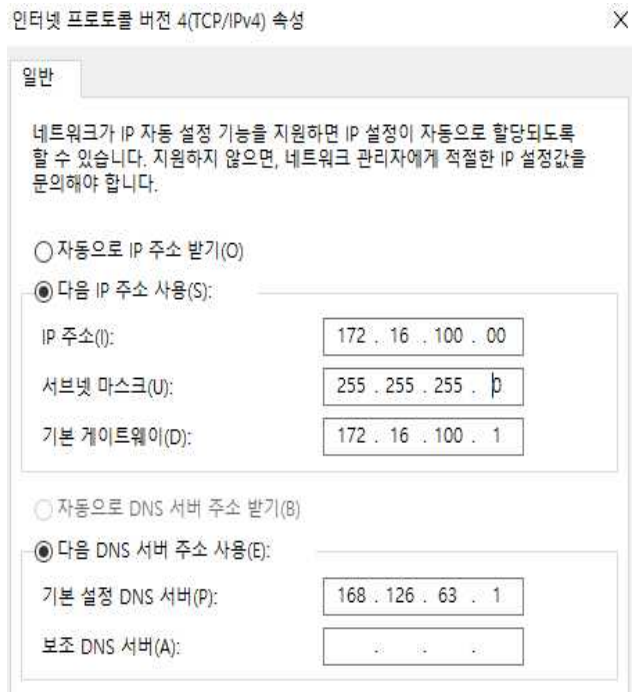 인터넷 프로토콜 버전 4(TCP/IPv4) 속성
일반
네트워크가 IP 자동 설정 기능을 지원하면 IP 설정이 자동으로 할당되도록
할 수 있습니다. 지원하지 않으면, 네트워크 관리자에게 적절한 IP 설정값을
문의해야 합니다.
자동으로 IP 주소 받기(O)
다음 IP 주소 사용(S):
IP 주소(I): 172 . 16 . 100 . 00
서브넷 마스크(U): 255 . 255 . 255 . 0
기본 게이트웨이(D): 172 . 16 . 100 . 1
자동으로 DNS 서버 주소 받기(B)
다음 DNS 서버 주소 사용(E):
기본 설정 DNS 서버(P): 168 . 126 . 63 . 1
보조 DNS 서버(A): . . .